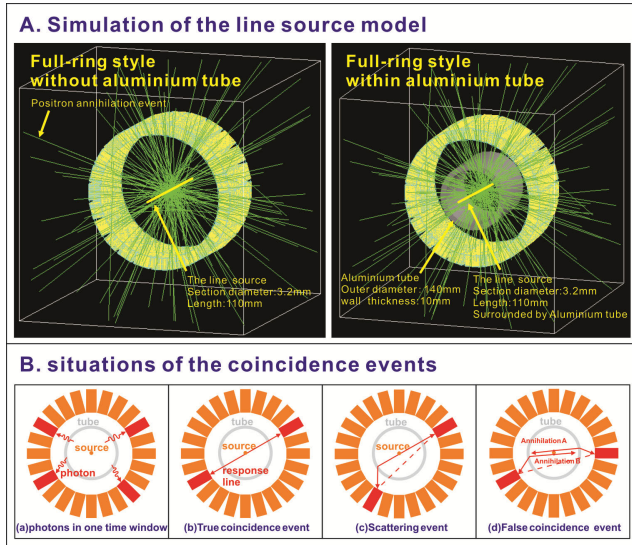 A. Simulation of the line source model
Full-ring style
without aluminium tube
Positron annihilation event
The line source
Section diameter:3.2mm
Length:110mm
Full-ring style
within aluminium tube
Aluminium tube
Outer diameter :140mm
wall thickness:10mm
The line source
Section diameter:3.2mm
Length:110mm
Surrounded by Aluminium tube
B. situations of the coincidence events
tube
source
photon
(a)photons in one time window
tube
source
response
line
(b)True coincidence event
tube
source
(c)Scattering event
tube
Annihilation A
Annihilation B
(d)False coincidence event